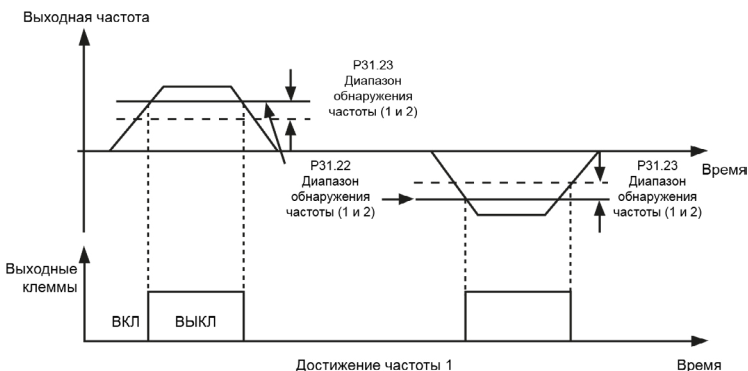 Выходная частота
P31.23
Диапазон
обнаружения
частоты (1 и 2)
P31.22
Диапазон
обнаружения
частоты (1 и 2)
P31.23
Диапазон
обнаружения
частоты (1 и 2)
Время
Выходные
клеммы
ВКЛ
ВЫКЛ
Достижение частоты 1
Время